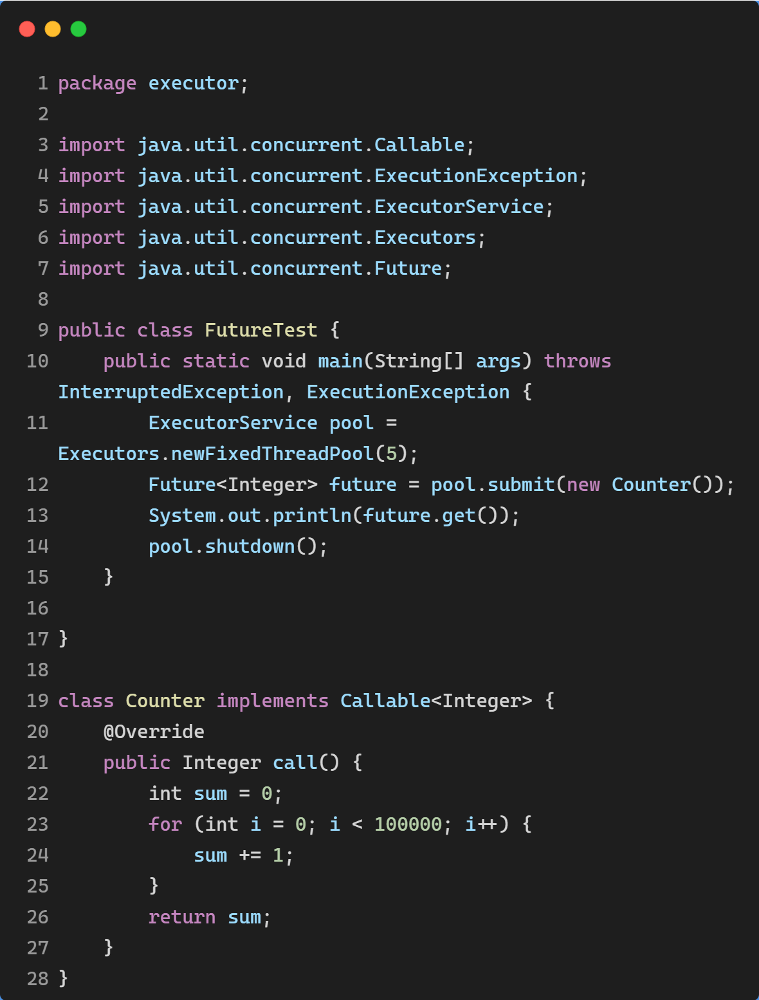 1 package executor;
2
3 import java.util.concurrent.Callable;
4 import java.util.concurrent.ExecutionException;
5 import java.util.concurrent.ExecutorService;
6 import java.util.concurrent.Executors;
7 import java.util.concurrent.Future;
8
9 public class FutureTest {
10     public static void main(String[] args) throws
InterruptedException, ExecutionException {
11         ExecutorService pool =
Executors.newFixedThreadPool(5);
12         Future<Integer> future = pool.submit(new Counter());
13         System.out.println(future.get());
14         pool.shutdown();
15     }
16
17 }
18
19 class Counter implements Callable<Integer> {
20     @Override
21     public Integer call() {
22         int sum = 0;
23         for (int i = 0; i < 100000; i++) {
24             sum += 1;
25         }
26         return sum;
27     }
28 }